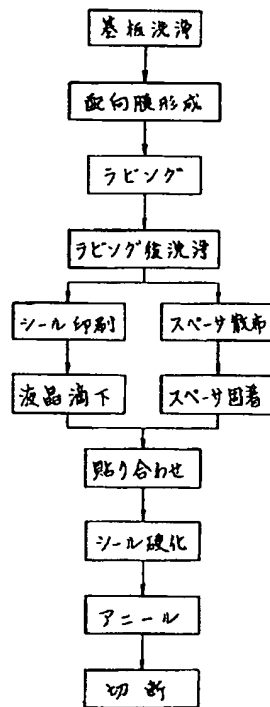 基板洗浄
配向膜形成
ラビング
ラビング後洗浄
シール印刷
スペーサ散布
液晶滴下
スペーサ固着
貼り合わせ
シール硬化
アニール
切断